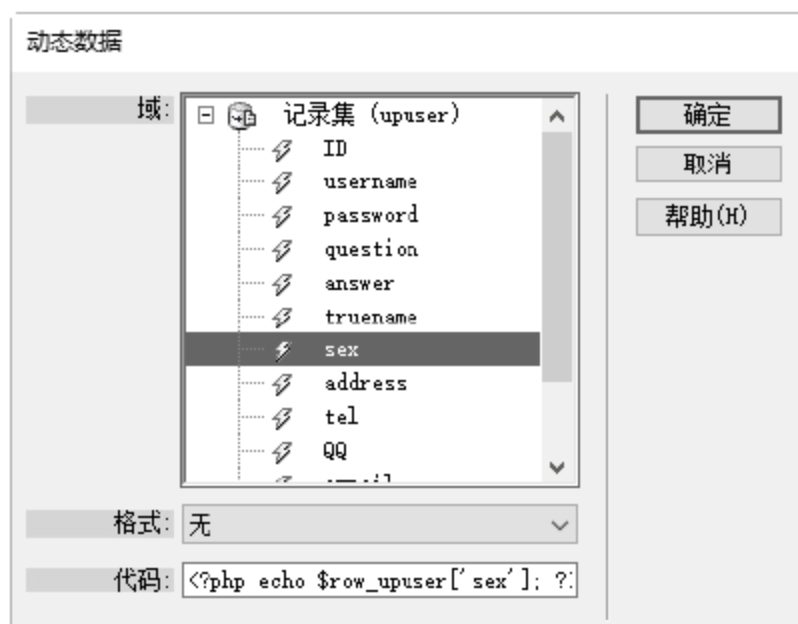 动态数据
域:
记录集 (upuser)
ID
username
password
question
answer
truename
sex
address
tel
QQ
确定
取消
帮助(H)
格式: 无
代码: <?php echo $row_upuser['sex']; ?